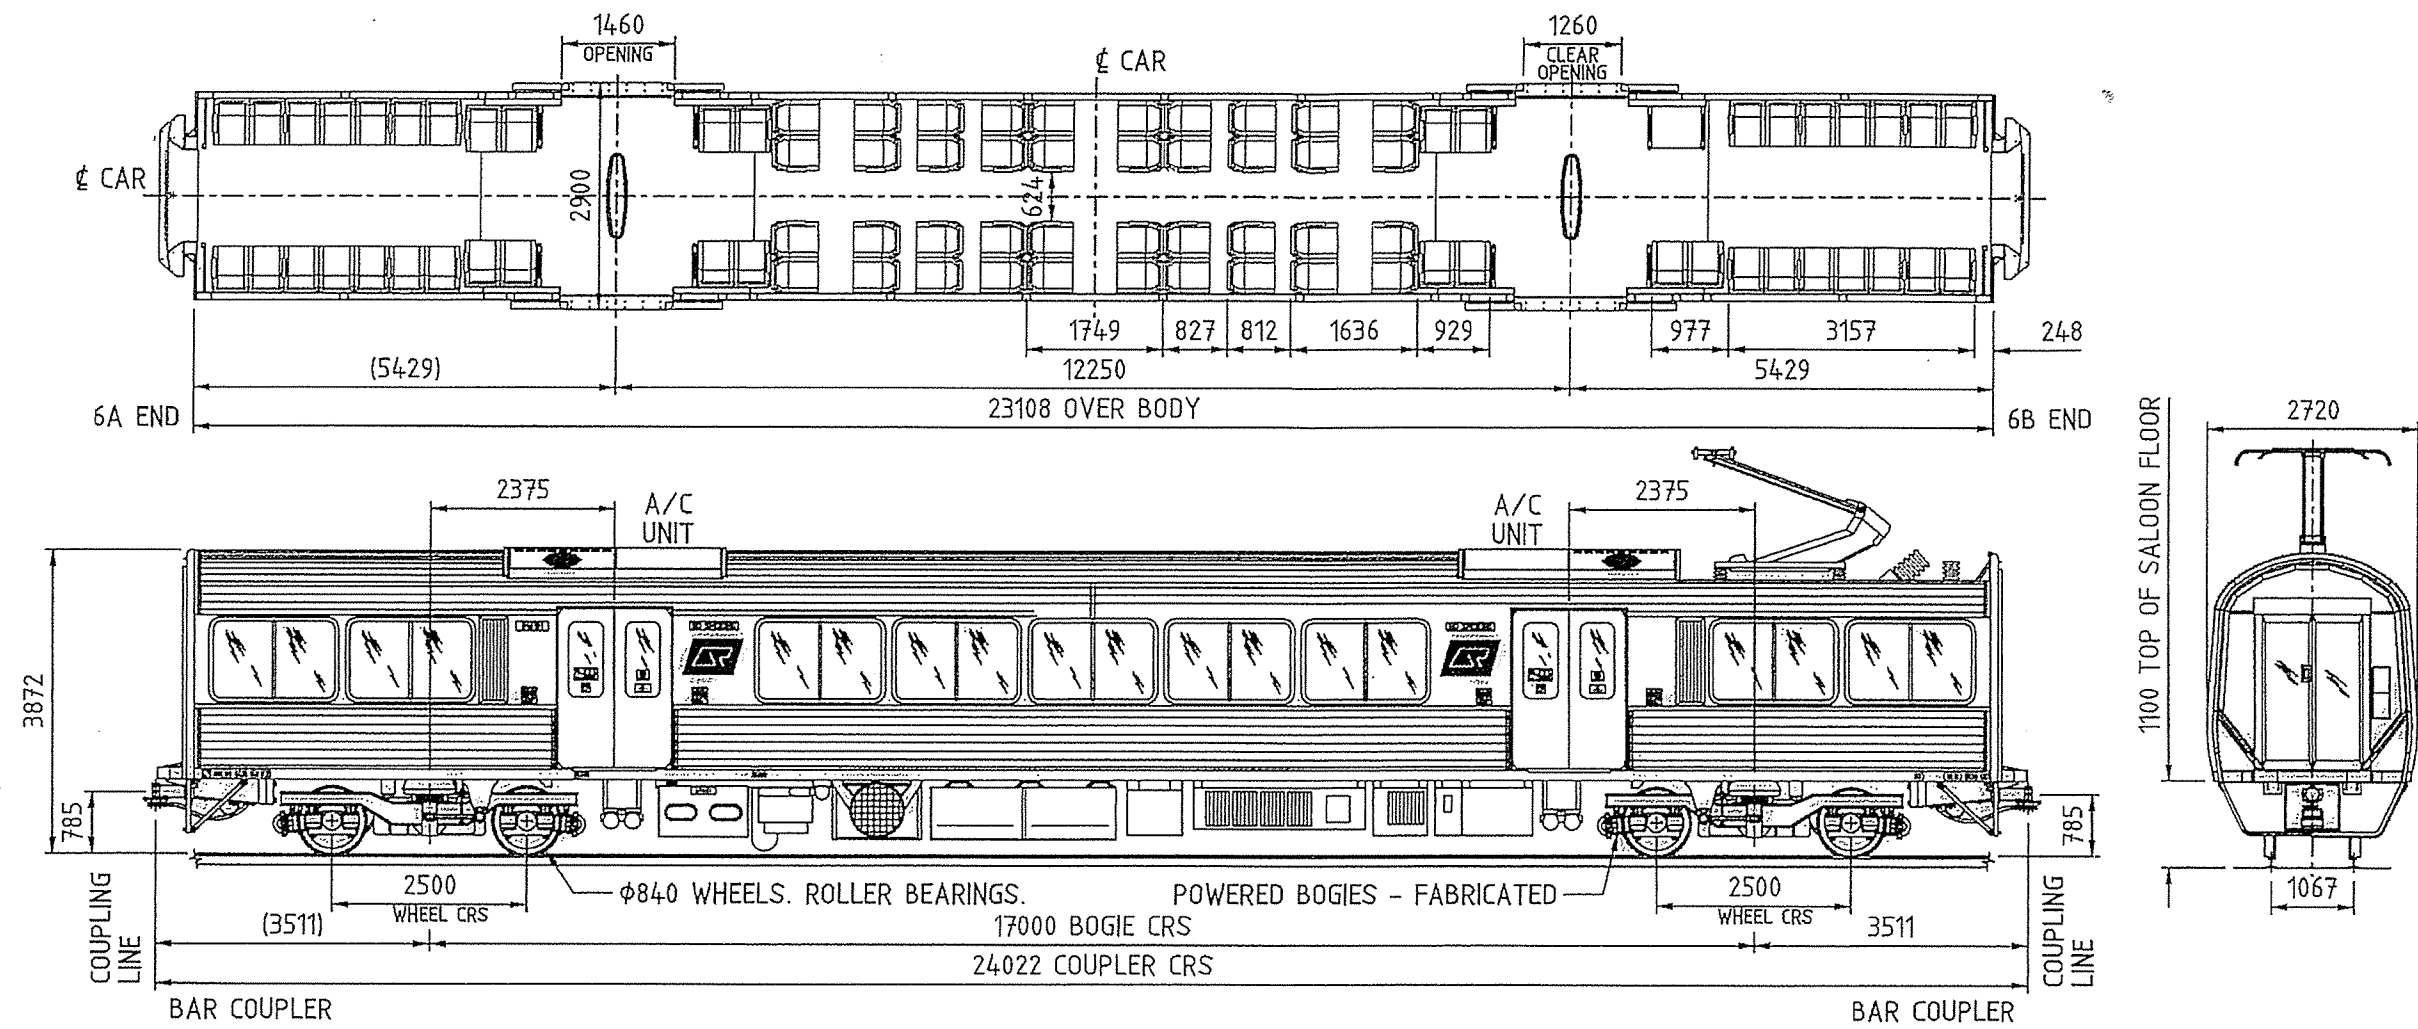 1460
OPENING
1260
CLEAR
OPENING
℄ CAR
℄ CAR
2900
624
1749
827
812
1636
929
977
3157
248
(5429)
12250
5429
6A END
23108 OVER BODY
6B END
2720
1100 TOP OF SALOON FLOOR
2375
A/C
UNIT
A/C
UNIT
2375
3872
785
785
2500
WHEEL CRS
ϕ840 WHEELS. ROLLER BEARINGS.
POWERED BOGIES - FABRICATED
2500
WHEEL CRS
1067
COUPLING
LINE
(3511)
17000 BOGIE CRS
3511
COUPLING
LINE
24022 COUPLER CRS
BAR COUPLER
BAR COUPLER